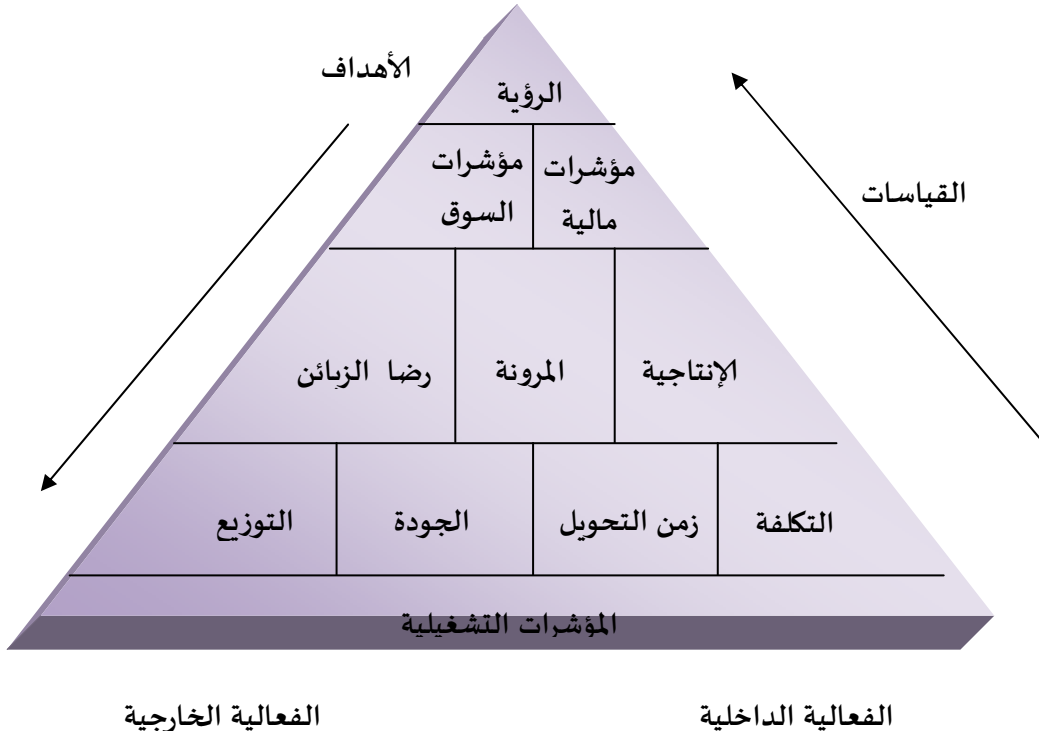 الأهداف
الرؤية
القياسات
مؤشرات مالية
مؤشرات السوق
الإنتاجية
المرونة
رضا الزبائن
التكلفة
زمن التحويل
الجودة
التوزيع
المؤشرات التشغيلية
الفعالية الداخلية
الفعالية الخارجية